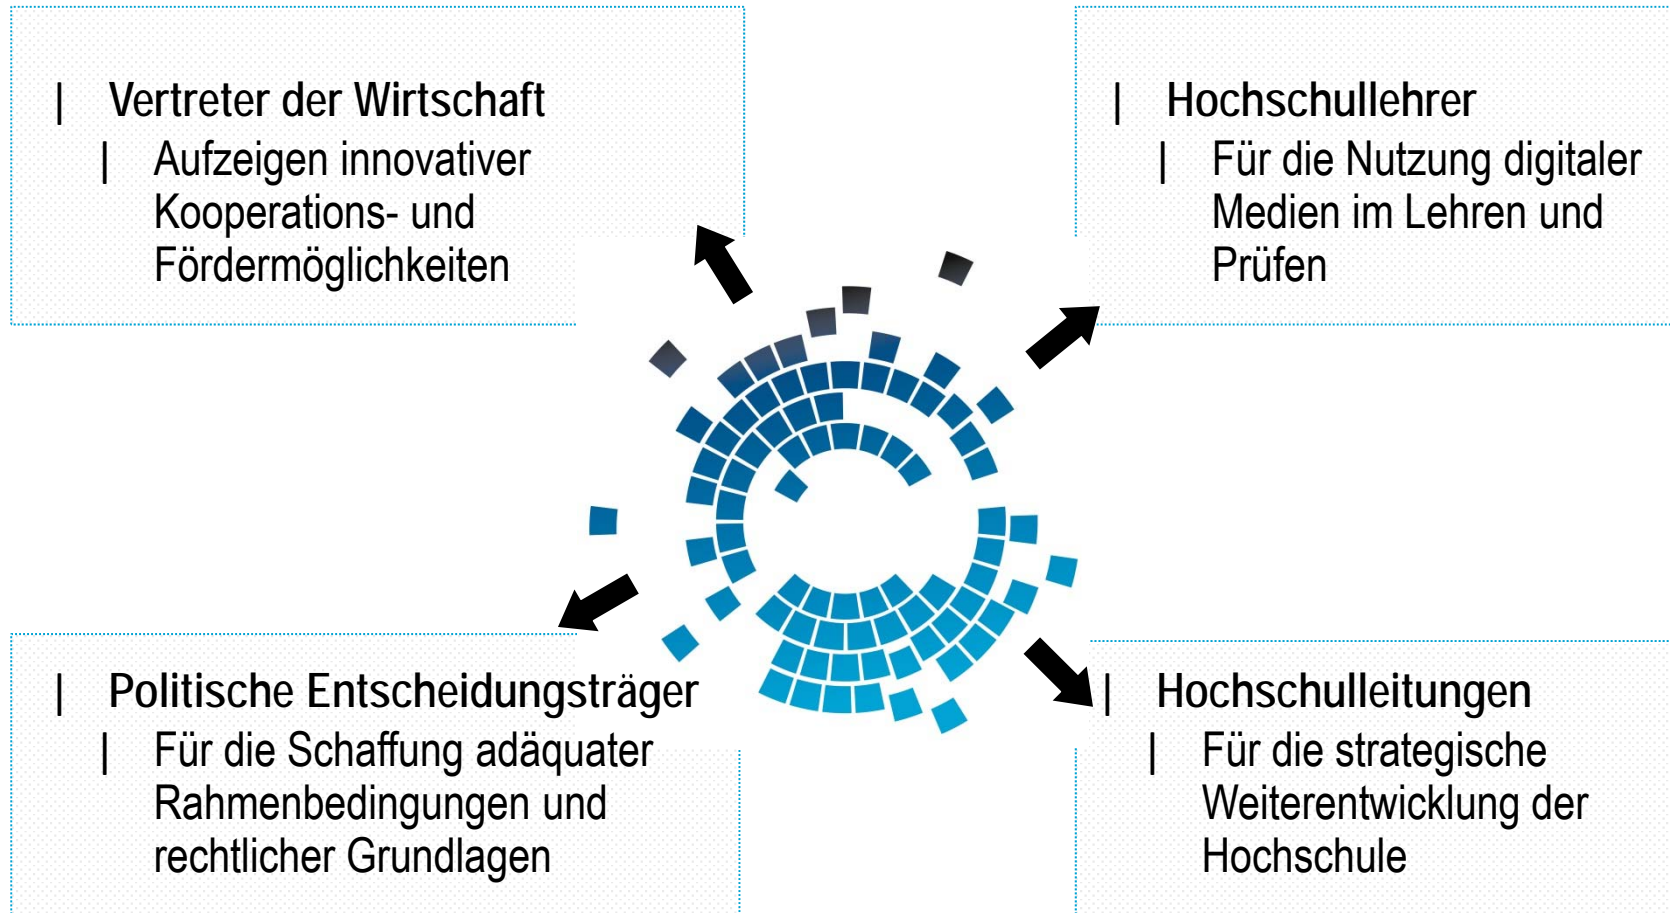 | Vertreter der Wirtschaft
| Aufzeigen innovativer
Kooperations- und
Fördermöglichkeiten
| Hochschullehrer
| Für die Nutzung digitaler
Medien im Lehren und
Prüfen
| Politische Entscheidungsträger
| Für die Schaffung adäquater
Rahmenbedingungen und
rechtlicher Grundlagen
| Hochschulleitungen
| Für die strategische
Weiterentwicklung der
Hochschule